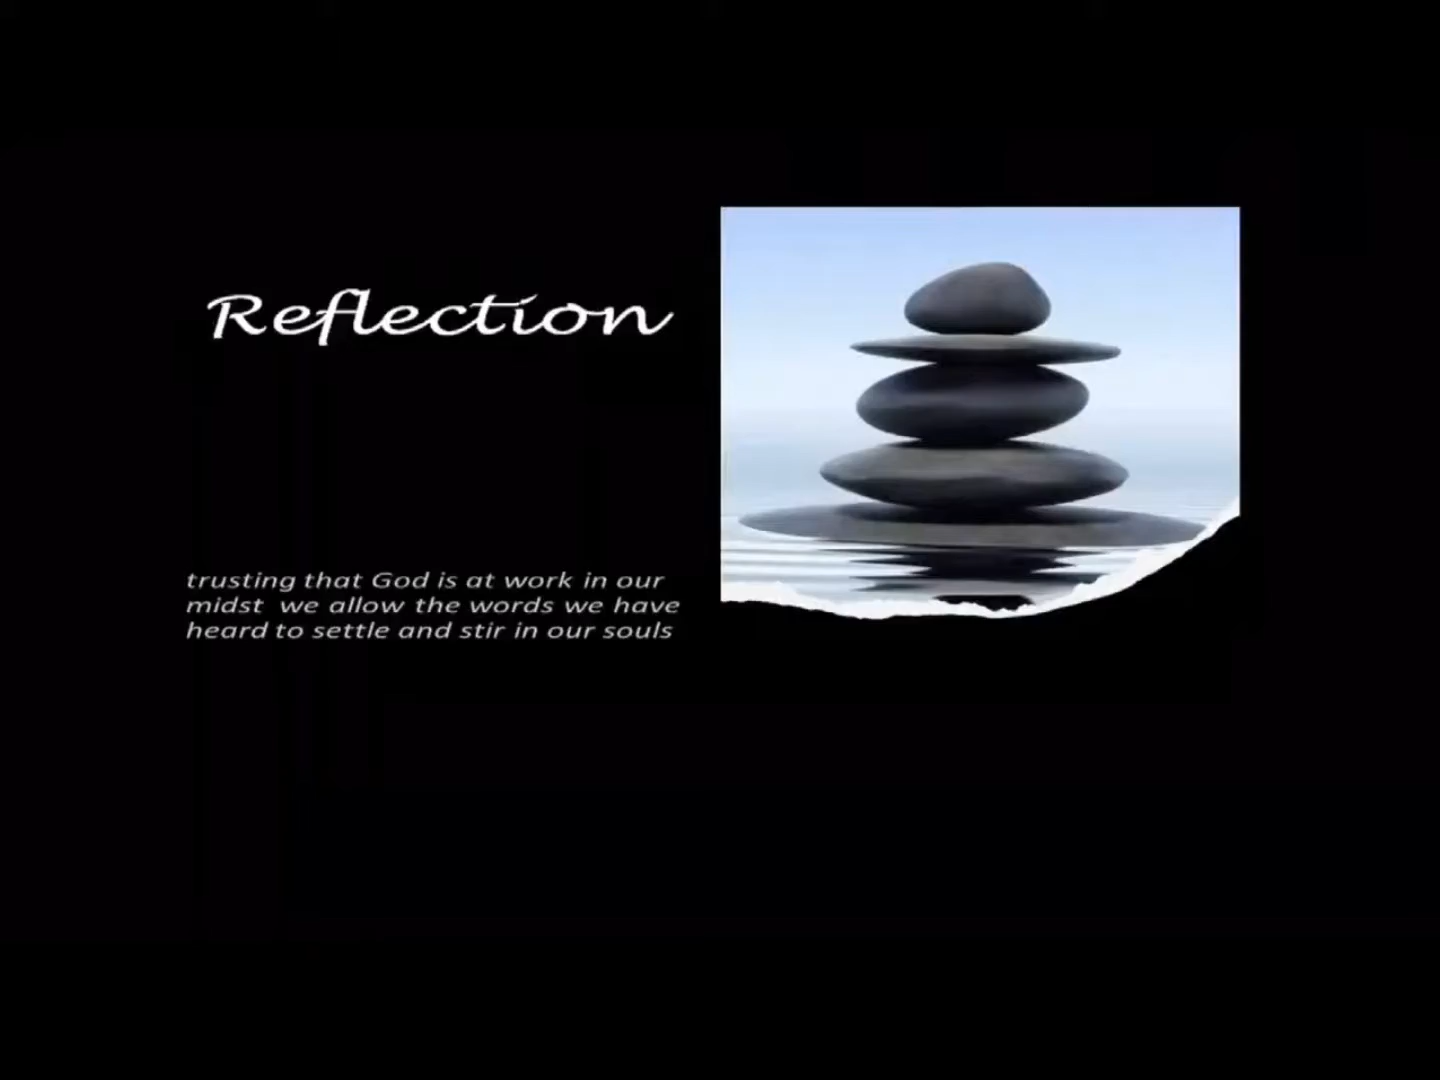 Reflection
trusting that God is at work in our
midst we allow the words we have
heard to settle and stir in our souls